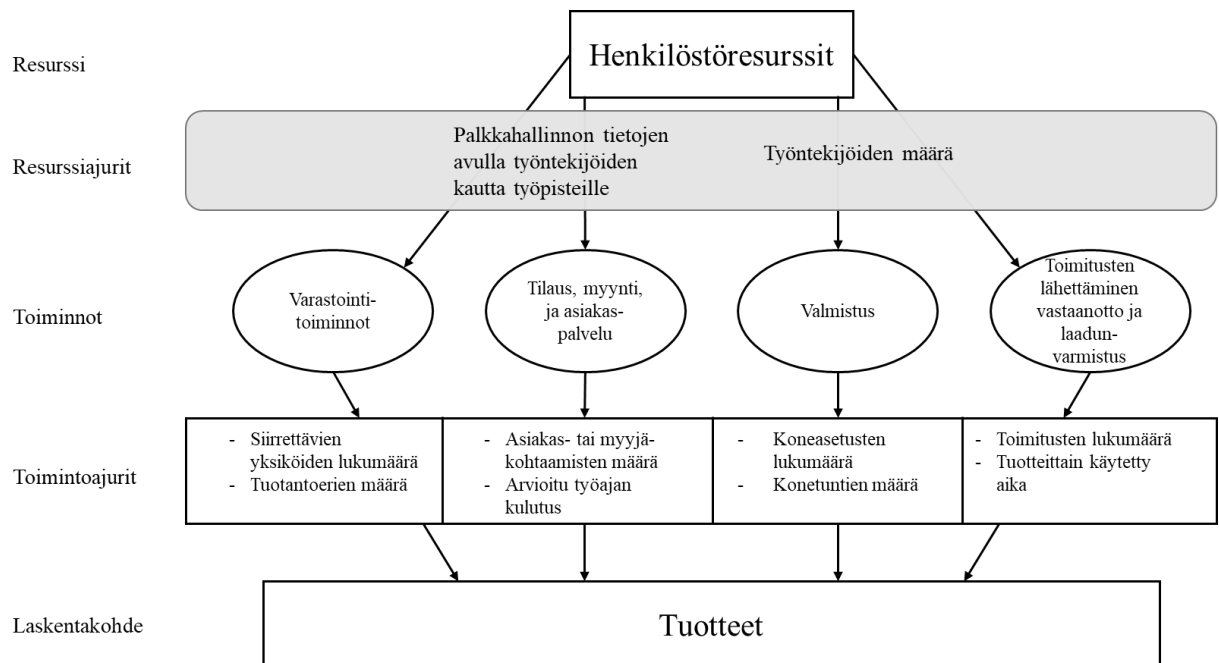 Resurssi
Henkilöstöresurssit
Resurssiajurit
Palkkahallinnon tietojen
avulla työntekijöiden
kautta työpisteille
Työntekijöiden määrä
Toiminnot
Varastointi-
toiminnot
Tilaus, myynti,
ja asiakas-
palvelu
Valmistus
Toimitusten
lähettäminen
vastaanotto ja
laadun-
varmistus
Toimintoajurit
- Siirrettävien
yksiköiden lukumäärä
- Tuotantoerien määrä
- Asiakas- tai myyjä-
kohtaamisten määrä
- Arvioitu työajan
kulutus
- Koneasetusten
lukumäärä
- Konetuntien määrä
- Toimitusten lukumäärä
- Tuotteittain käytetty
aika
Laskentakohde
Tuotteet